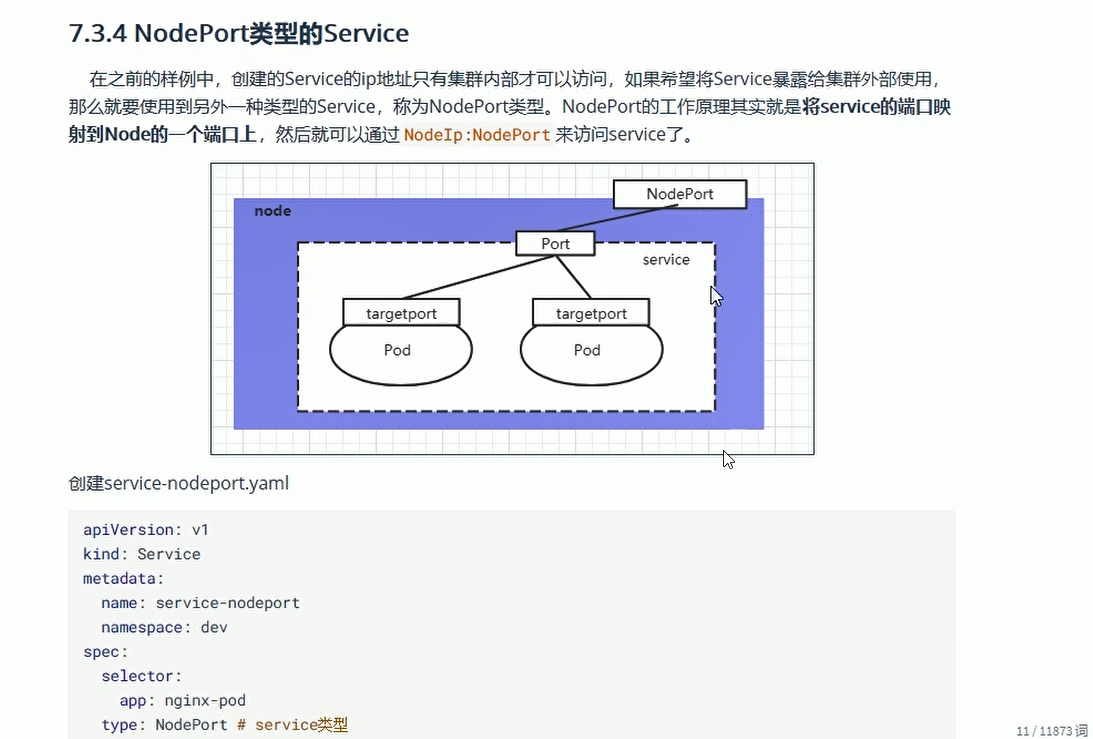 7.3.4 NodePort类型的Service
在之前的样例中，创建的Service的ip地址只有集群内部才可以访问，如果希望将Service暴露给集群外部使用，
那么就要使用到另外一种类型的Service，称为NodePort类型。NodePort的工作原理其实就是将service的端口映
射到Node的一个端口上，然后就可以通过 NodeIp:NodePort 来访问service了。
NodePort
node
Port
service
targetport
targetport
Pod
Pod
创建service-nodeport.yaml
apiVersion: v1
kind: Service
metadata:
  name: service-nodeport
  namespace: dev
spec:
  selector:
    app: nginx-pod
  type: NodePort # service类型
11 / 11873 词